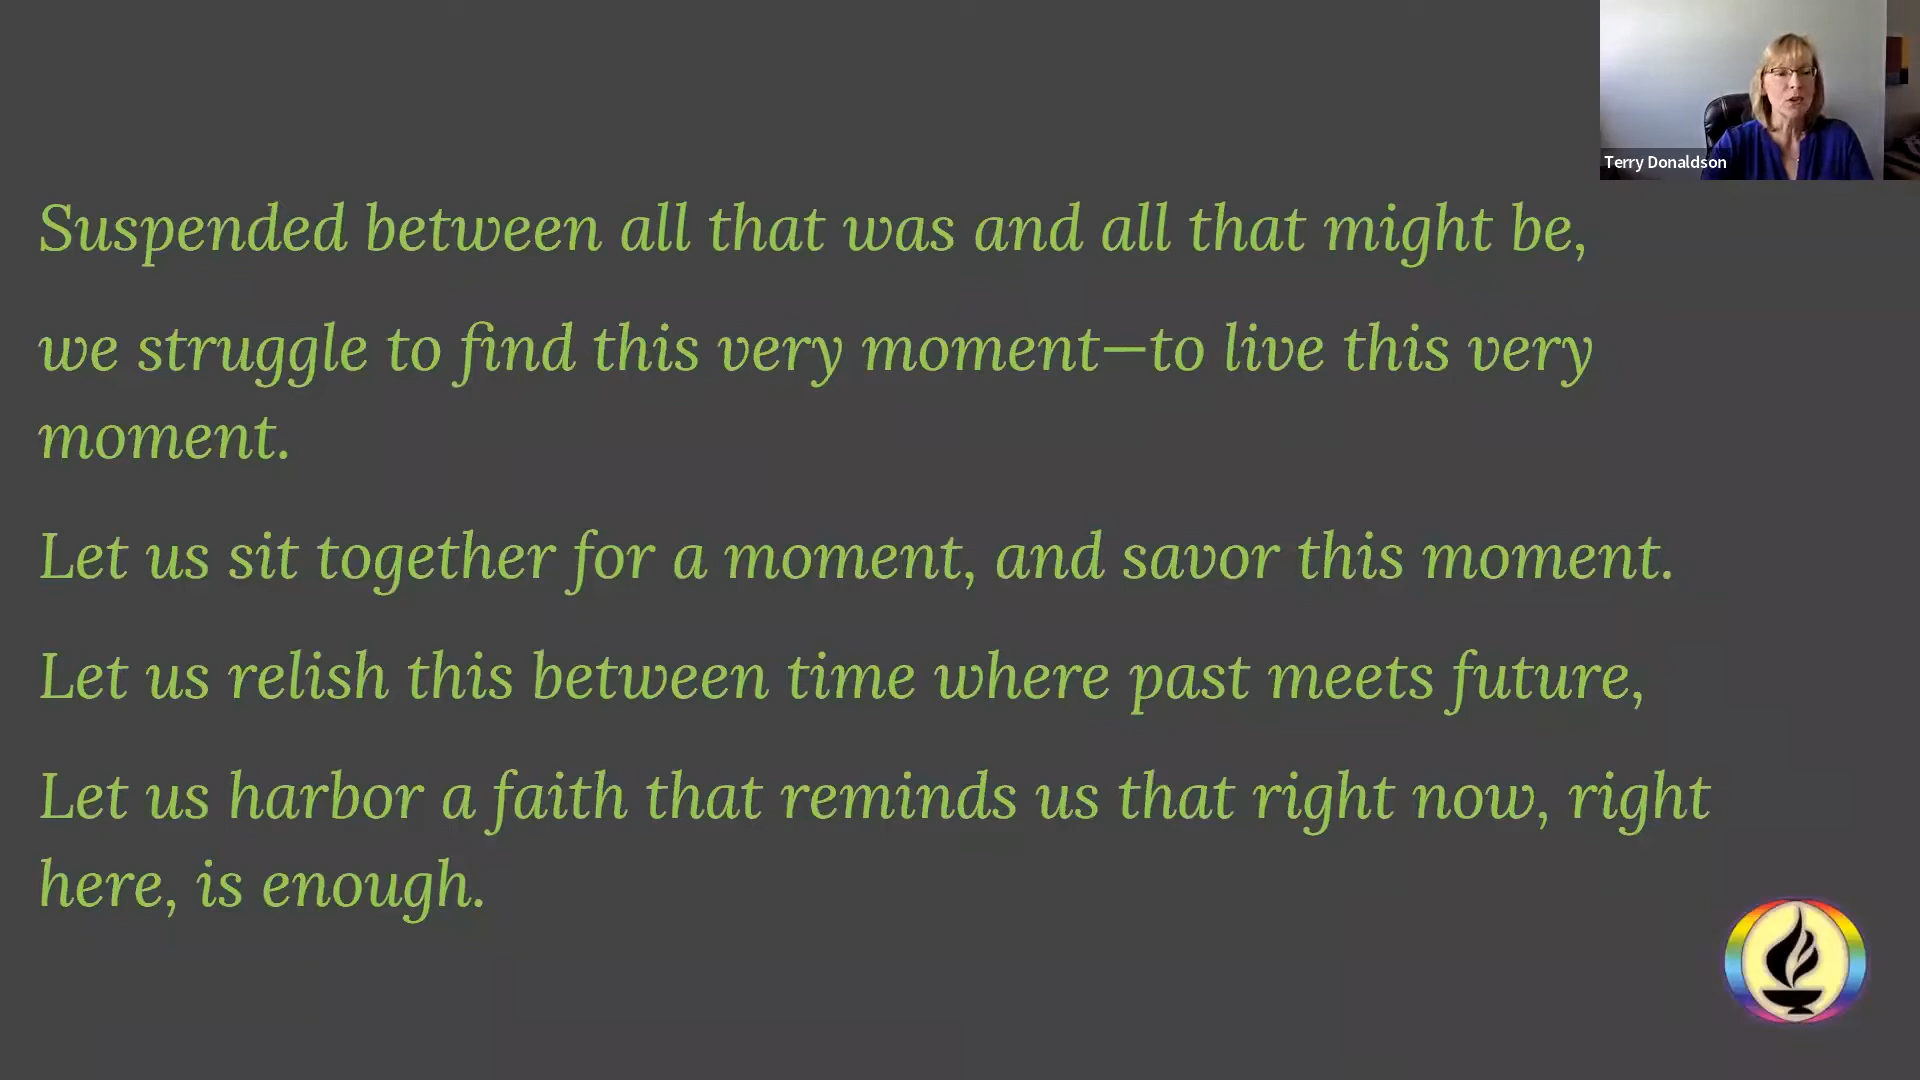 Terry Donaldson
Suspended between all that was and all that might be,
we struggle to find this very moment—to live this very
moment.
Let us sit together for a moment, and savor this moment.
Let us relish this between time where past meets future,
Let us harbor a faith that reminds us that right now, right
here, is enough.